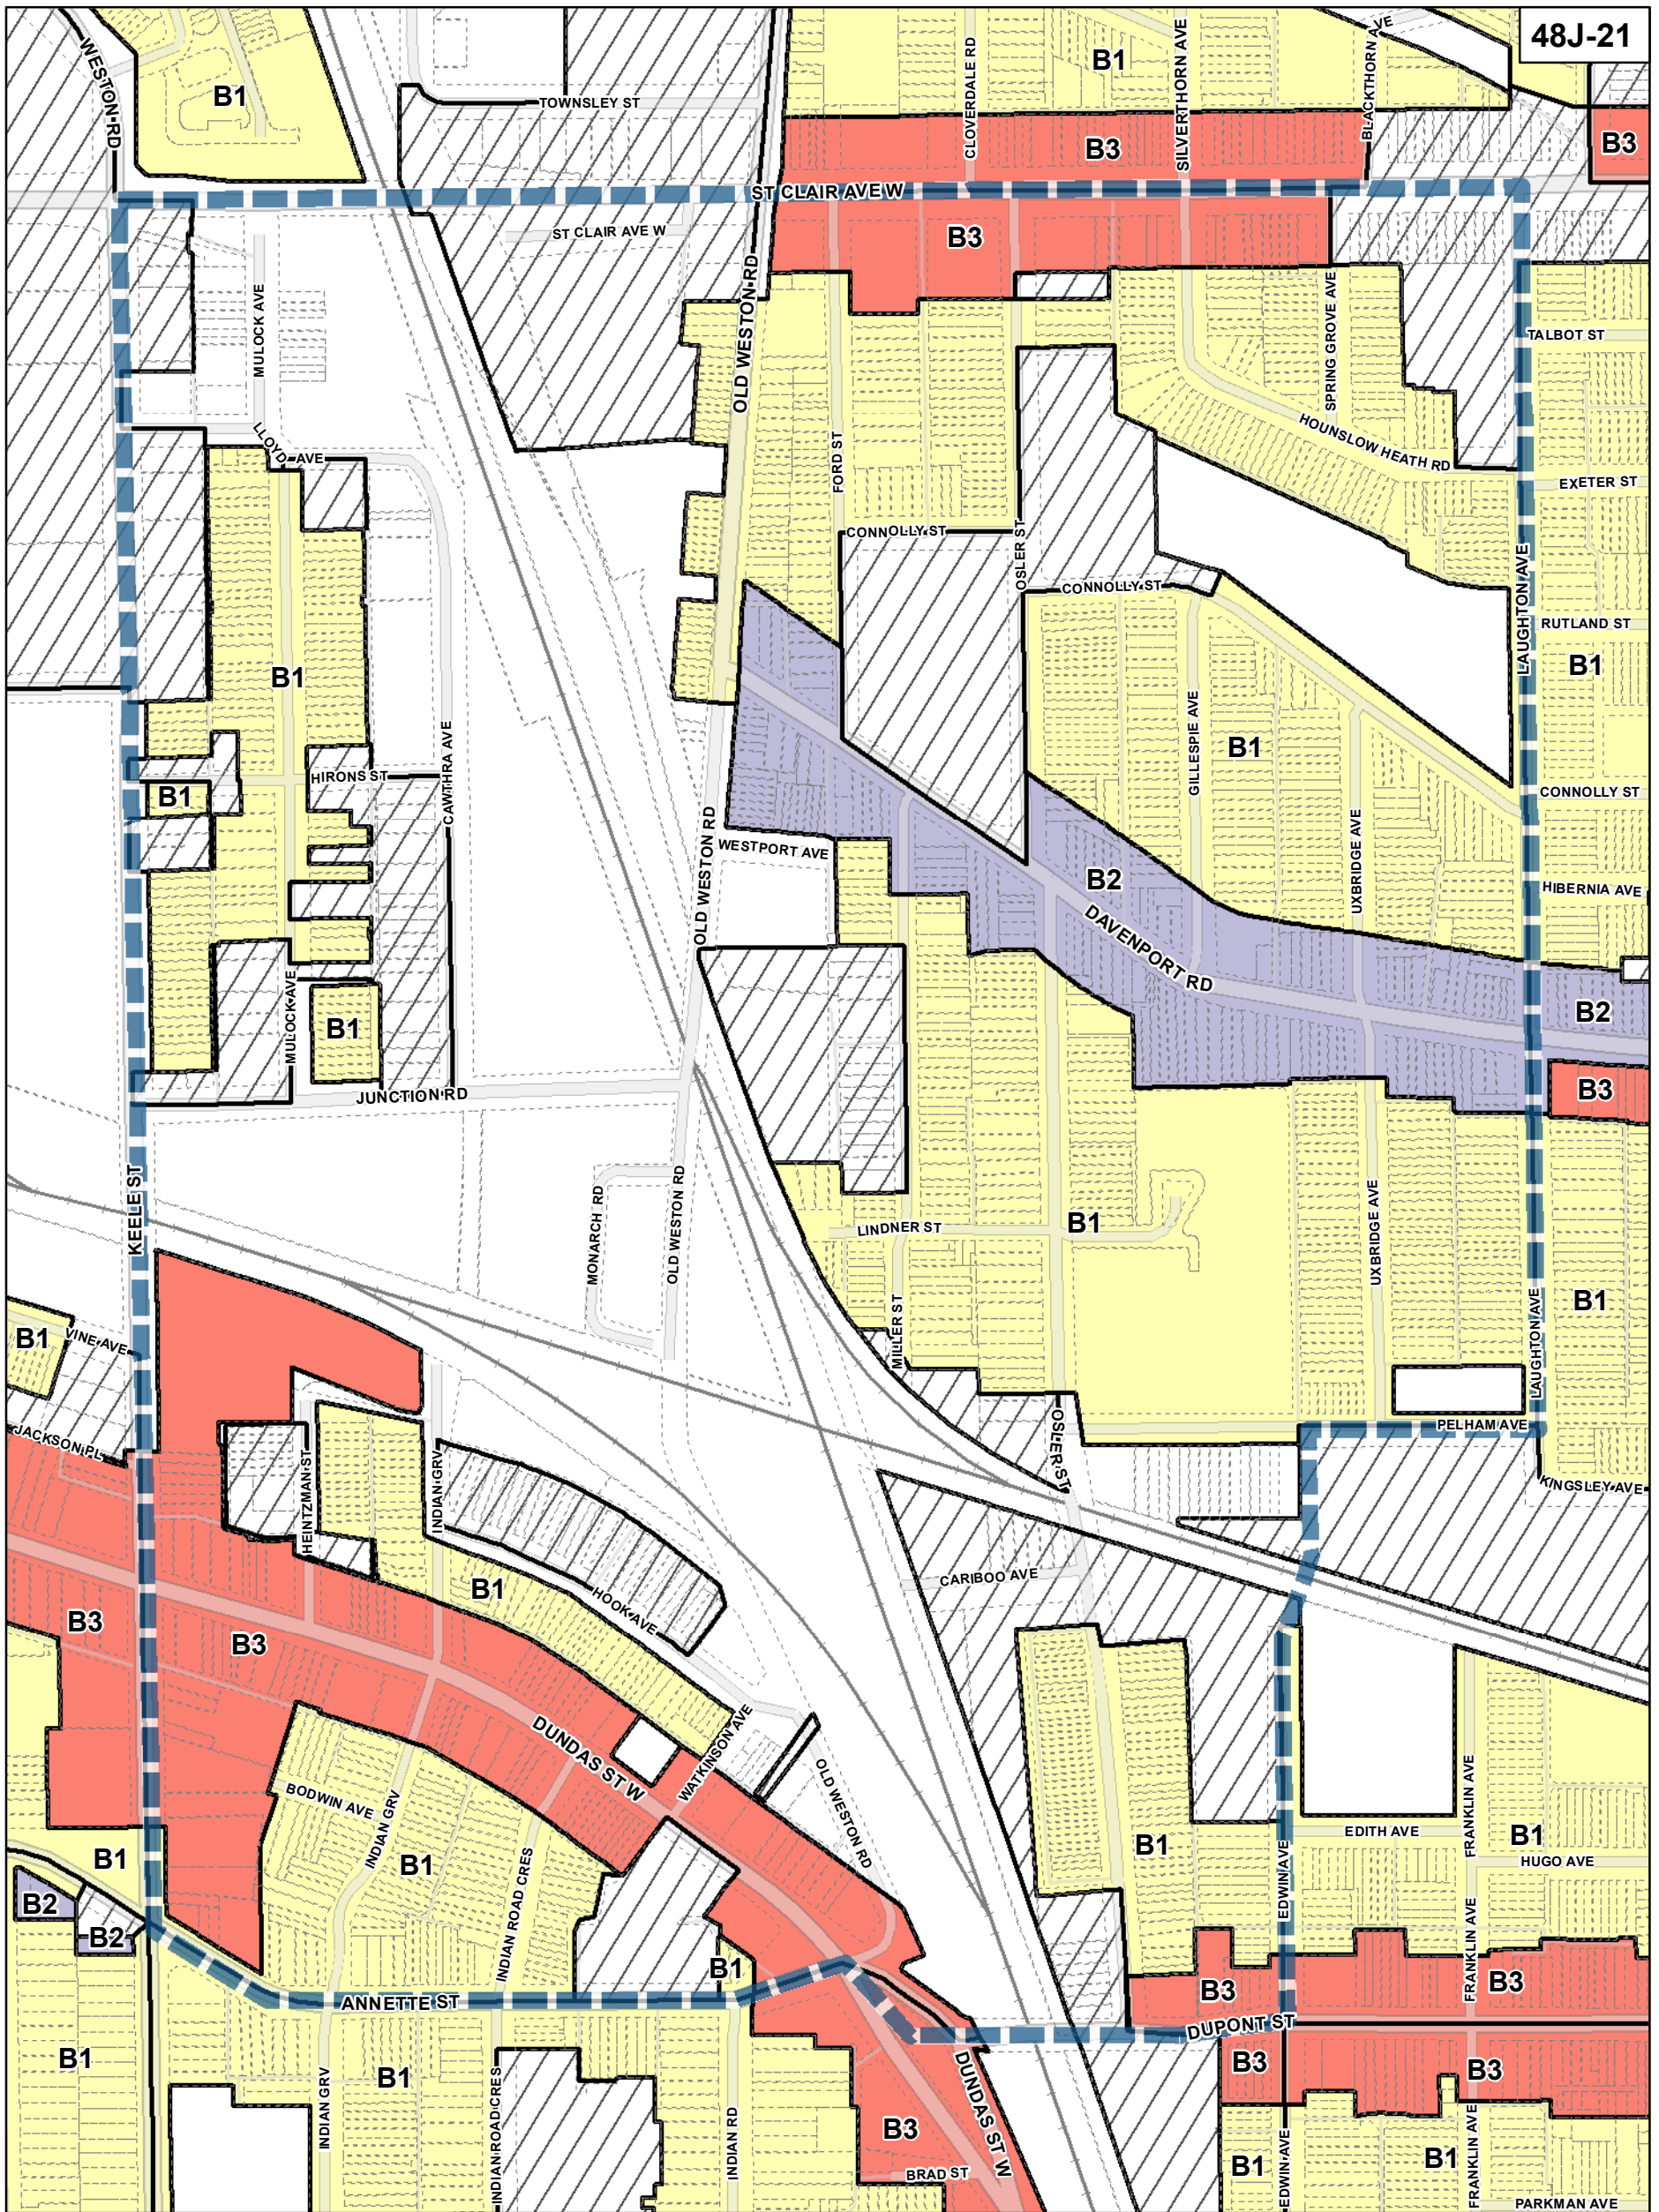 48J-21
WESTON RD
B1
TOWNSLEY ST
CLOVERDALE RD
B1
SILVERTHORN AVE
BLACKTHORN AVE
B3
B3
ST CLAIR AVE W
ST CLAIR AVE W
B3
OLD WESTON RD
MULOCK AVE
SPRING GROVE AVE
TALBOT ST
LLOYD AVE
FORD ST
HOUNSLOW HEATH RD
EXETER ST
CONNOLLY ST
OSLER ST
CONNOLLY ST
LAUGHTON AVE
RUTLAND ST
B1
B1
GILLESPIE AVE
B1
HIRONS ST
CAWTHRA AVE
B1
CONNOLLY ST
OLD WESTON RD
WESTPORT AVE
UXBRIDGE AVE
B2
HIBERNIA AVE
DAVENPORT RD
MULOCK AVE
B1
B2
JUNCTION RD
B3
KEELE ST
MONARCH RD
OLD WESTON RD
LINDNER ST
B1
UXBRIDGE AVE
MILLER ST
B1
LAUGHTON AVE
B1
VINE AVE
JACKSON PL
PELHAM AVE
OSLER ST
KINGSLEY AVE
HEINTZMAN ST
INDIAN GRV
CARIBOO AVE
B1
HOOK AVE
B3
B3
DUNDAS ST W
WATKINSON AVE
OLD WESTON RD
BODWIN AVE
INDIAN GRV
B1
FRANKLIN AVE
EDITH AVE
B1
B1
HUGO AVE
B1
EDWIN AVE
B2
B2
INDIAN ROAD CRES
B1
FRANKLIN AVE
B3
B3
ANNETTE ST
DUPONT ST
B1
B1
INDIAN GRV
INDIAN ROAD CRES
INDIAN RD
B3
DUNDAS ST W
BRAD ST
B3
B3
B1
EDWIN AVE
B1
FRANKLIN AVE
PARKMAN AVE